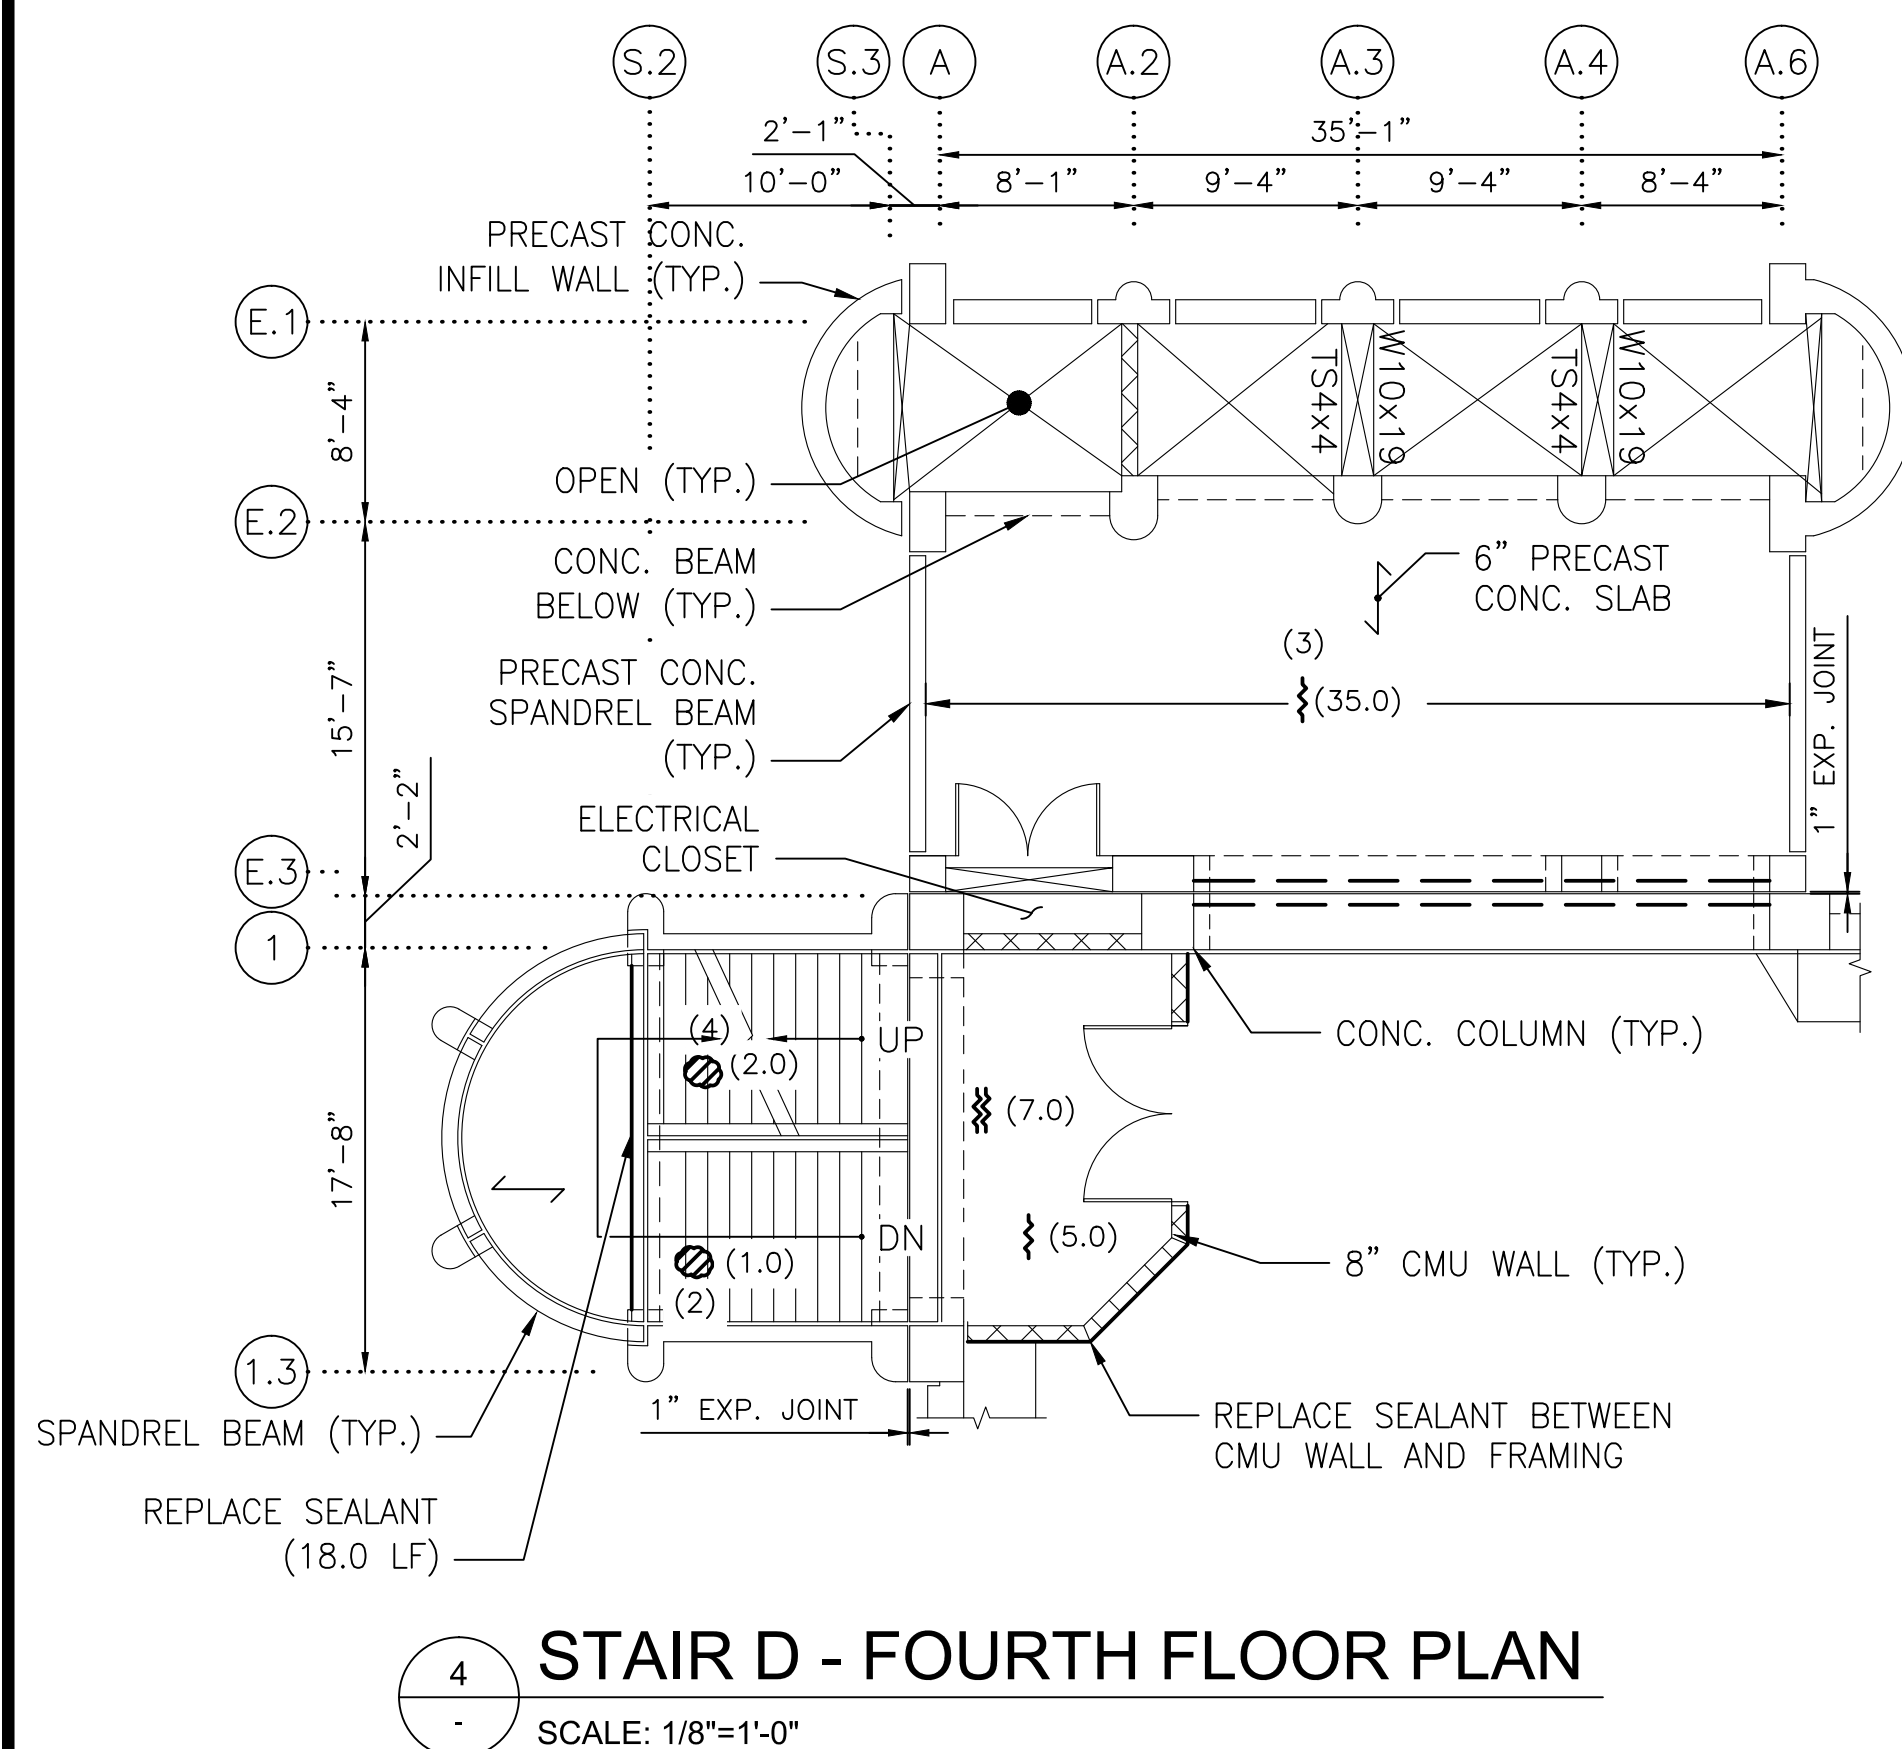 S.2
S.3
A
A.2
A.3
A.4
A.6
2'-1"
35'-1"
10'-0"
8'-1"
9'-4"
9'-4"
8'-4"
PRECAST CONC.
INFILL WALL (TYP.)
E.1
TS4x4
W10x19
TS4x4
W10x19
8'-4"
OPEN (TYP.)
E.2
CONC. BEAM
BELOW (TYP.)
6" PRECAST
CONC. SLAB
(3)
(35.0)
15'-7"
PRECAST CONC.
SPANDREL BEAM
(TYP.)
1" EXP. JOINT
2'-2"
ELECTRICAL
CLOSET
E.3
1
(4)
(2.0)
UP
CONC. COLUMN (TYP.)
(7.0)
17'-8"
DN
(5.0)
(1.0)
(2)
8" CMU WALL (TYP.)
1.3
1" EXP. JOINT
SPANDREL BEAM (TYP.)
REPLACE SEALANT BETWEEN
CMU WALL AND FRAMING
REPLACE SEALANT
(18.0 LF)
4
-
STAIR D - FOURTH FLOOR PLAN
SCALE: 1/8"=1'-0"